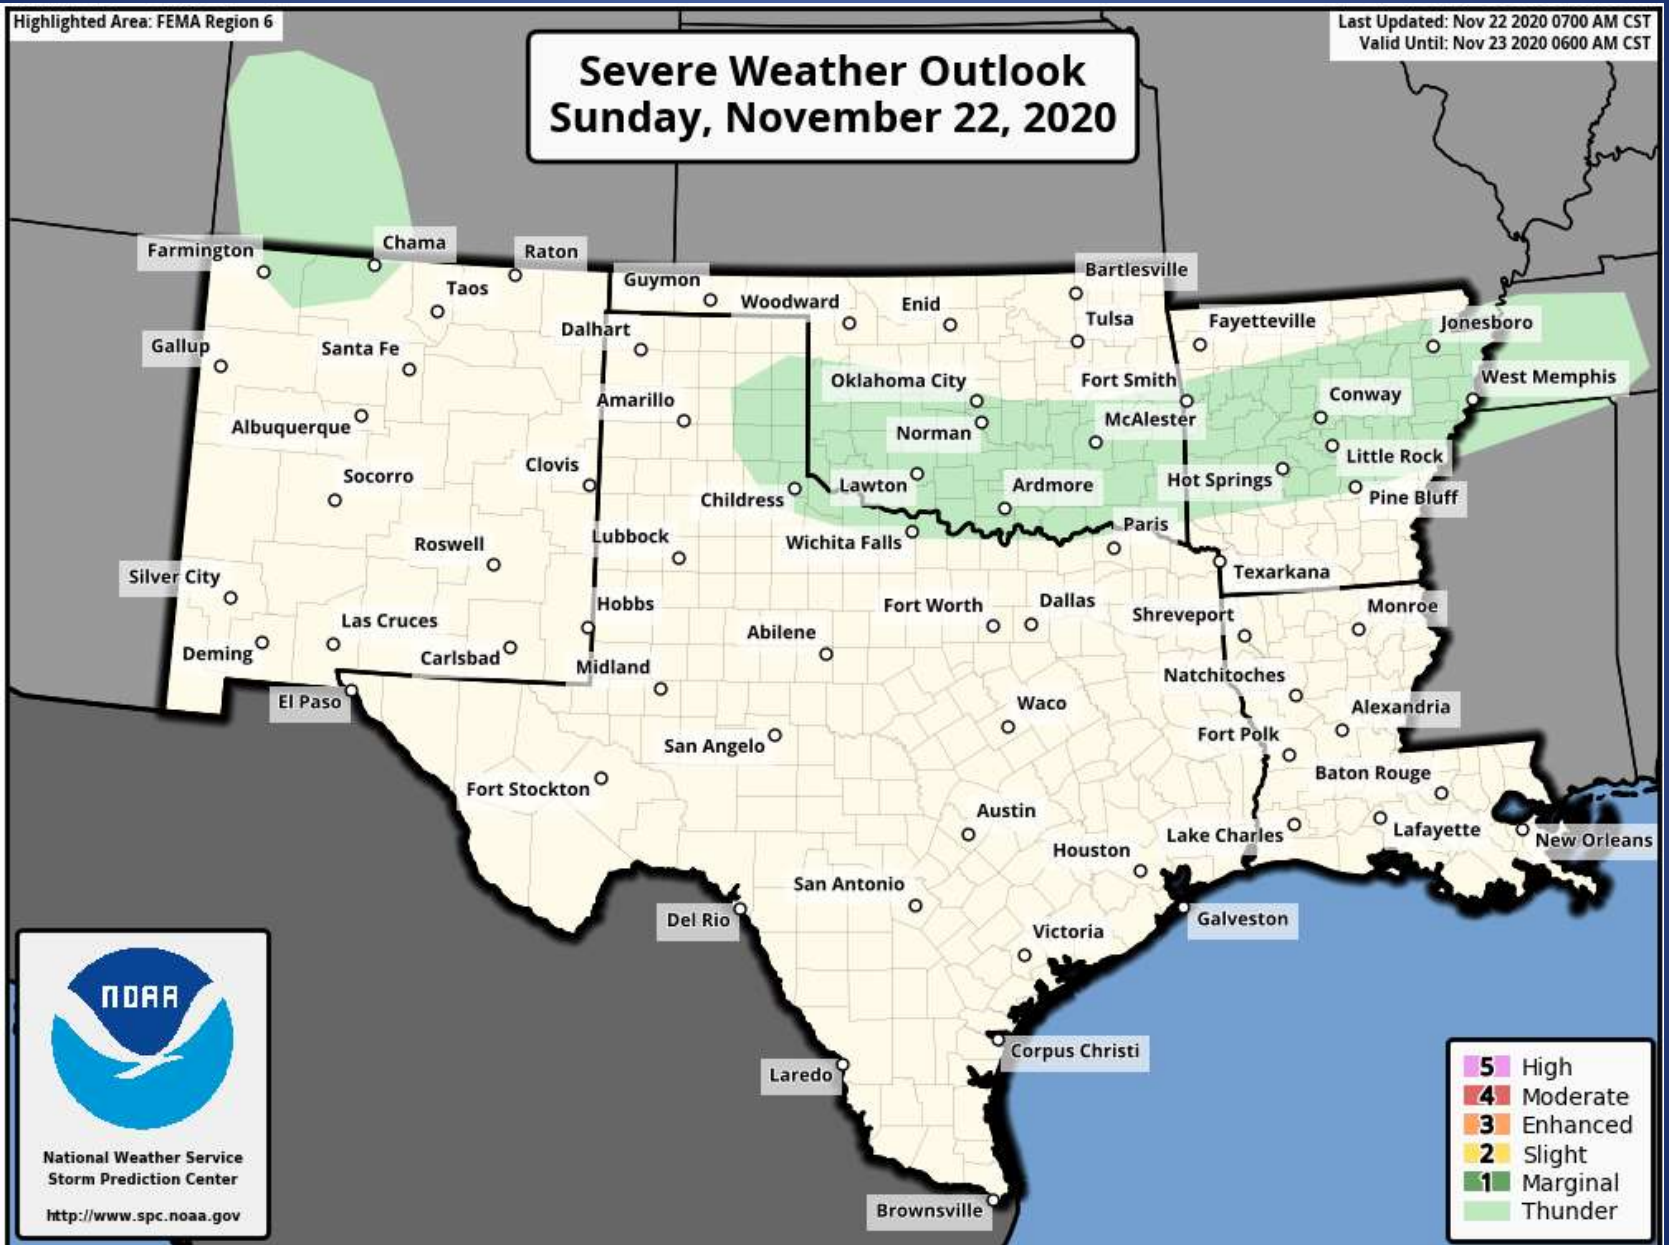 Highlighted Area: FEMA Region 6
Last Updated: Nov 22 2020 0700 AM CST
Valid Until: Nov 23 2020 0600 AM CST
Severe Weather Outlook
Sunday, November 22, 2020
Farmington
Chama
Raton
Taos
Guymon
Woodward
Enid
Bartlesville
Tulsa
Fayetteville
Jonesboro
Gallup
Santa Fe
Dalhart
Oklahoma City
Fort Smith
West Memphis
Albuquerque
Amarillo
Norman
McAlester
Conway
Socorro
Clovis
Childress
Lawton
Ardmore
Hot Springs
Little Rock
Pine Bluff
Roswell
Lubbock
Wichita Falls
Paris
Texarkana
Silver City
Hobbs
Fort Worth
Dallas
Shreveport
Monroe
Las Cruces
Deming
Carlsbad
Midland
Abilene
Natchitoches
El Paso
San Angelo
Waco
Alexandria
Fort Polk
Fort Stockton
Baton Rouge
Austin
Houston
Lake Charles
Lafayette
New Orleans
San Antonio
Del Rio
Victoria
Galveston
Laredo
Corpus Christi
Brownsville
NOAA
National Weather Service
Storm Prediction Center
http://www.spc.noaa.gov
5 High
4 Moderate
3 Enhanced
2 Slight
1 Marginal
Thunder